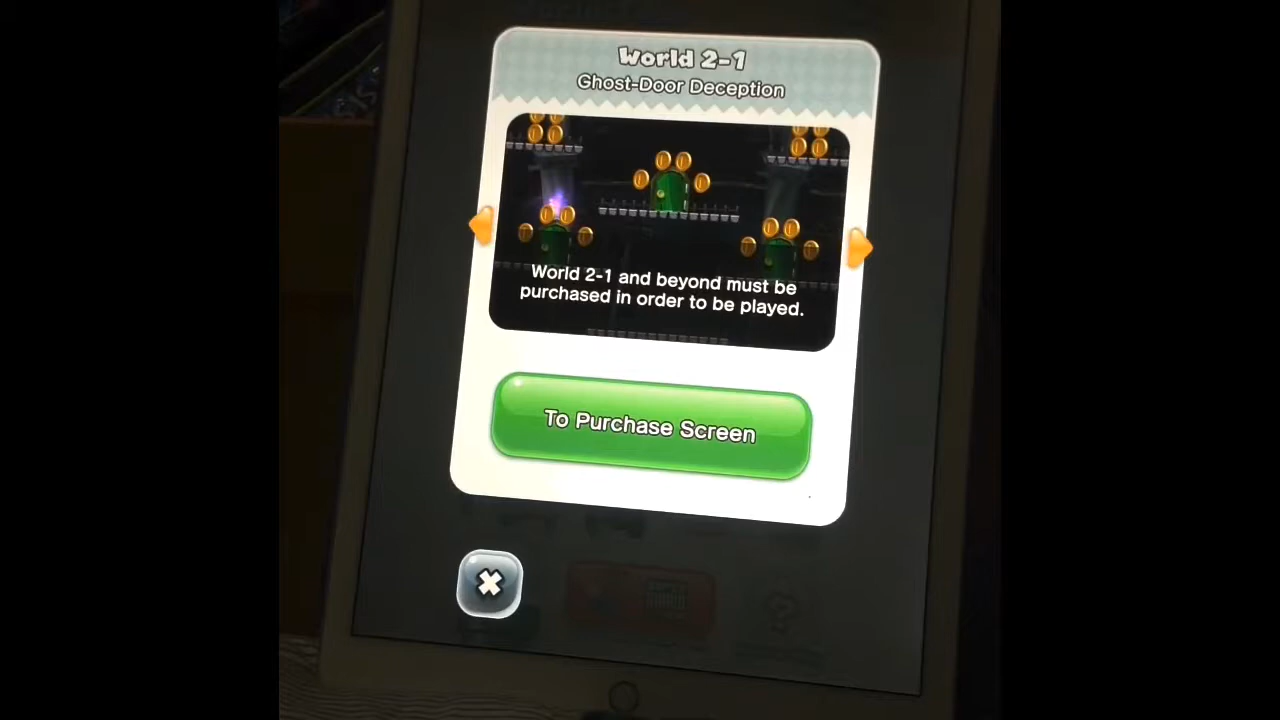 World 2-1
Ghost-Door Deception
World 2-1 and beyond must be
purchased in order to be played.
To Purchase Screen